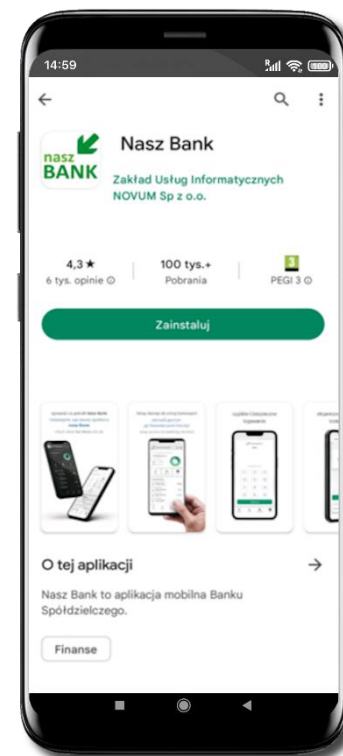 14:59
nasz
BANK
Nasz Bank
Zakład Usług Informatycznych
NOVUM Sp z o.o.
4,3★
6 tys. opinie
100 tys.+
Pobrania
3
PEGI 3
Zainstaluj
O tej aplikacji
Nasz Bank to aplikacja mobilna Banku
Spółdzielczego.
Finanse